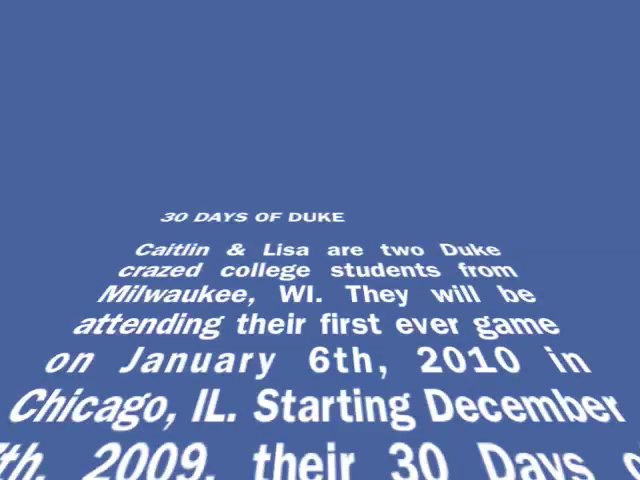 30 DAYS OF DUKE
Caitlin & Lisa are two Duke
crazed college students from
Milwaukee, WI. They will be
attending their first ever game
on January 6th, 2010 in
Chicago, IL. Starting December
7th, 2009, their 30 Days